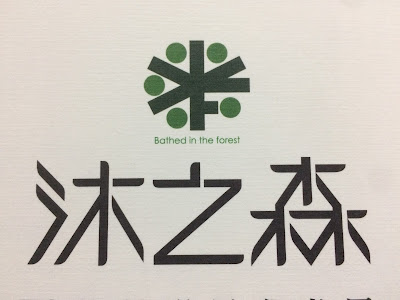 Bathed in the forest
沐之森